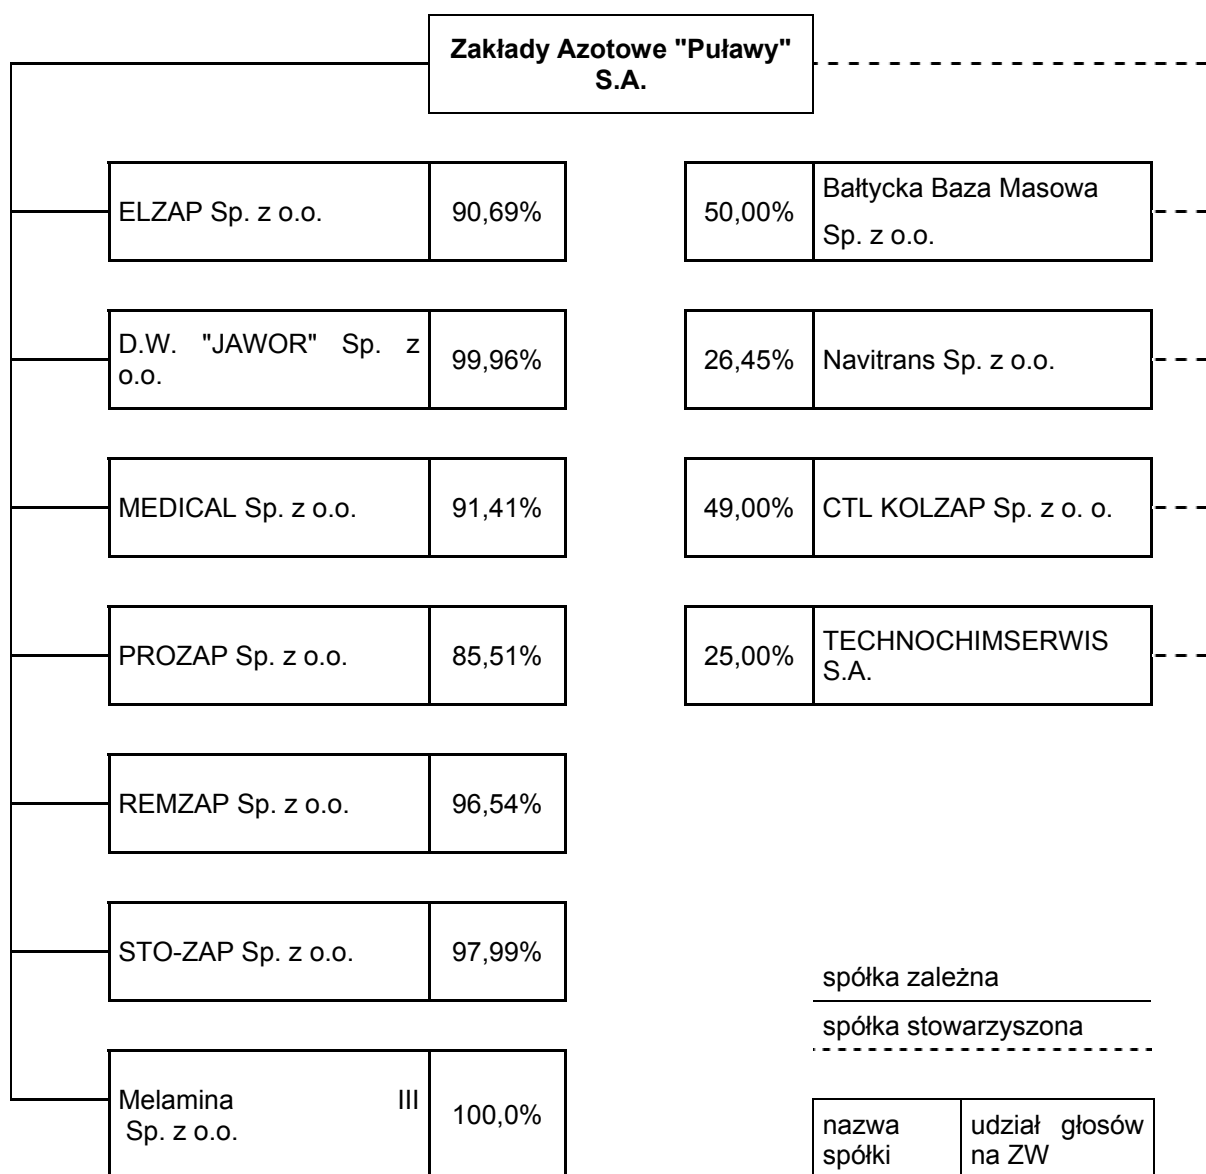 Zakłady Azotowe "Puławy"
S.A.
ELZAP Sp. z o.o.
90,69%
50,00%
Bałtycka Baza Masowa
Sp. z o.o.
D.W. "JAWOR" Sp. z
o.o.
99,96%
26,45%
Navitrans Sp. z o.o.
MEDICAL Sp. z o.o.
91,41%
49,00%
CTL KOLZAP Sp. z o. o.
PROZAP Sp. z o.o.
85,51%
25,00%
TECHNOCHIMSERWIS
S.A.
REMZAP Sp. z o.o.
96,54%
STO-ZAP Sp. z o.o.
97,99%
spółka zależna
spółka stowarzyszona
Melamina III
Sp. z o.o.
100,0%
nazwa
spółki
udział głosów
na ZW